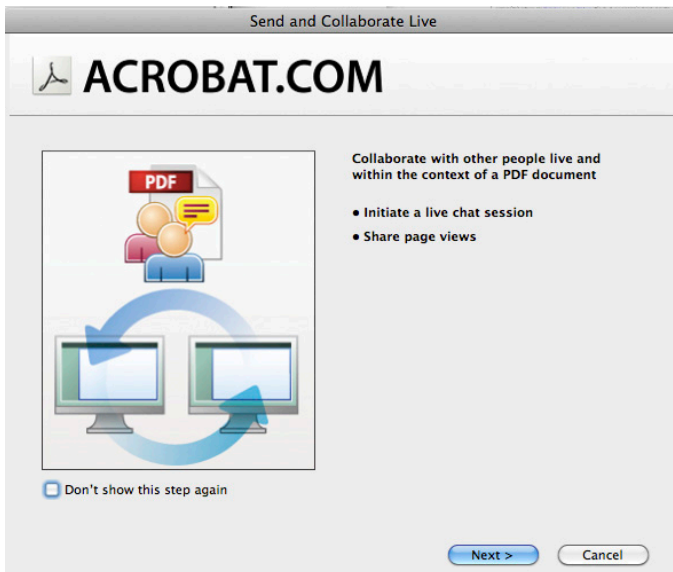 Send and Collaborate Live
ACROBAT.COM
PDF
Collaborate with other people live and
within the context of a PDF document
• Initiate a live chat session
• Share page views
Don't show this step again
Next >
Cancel